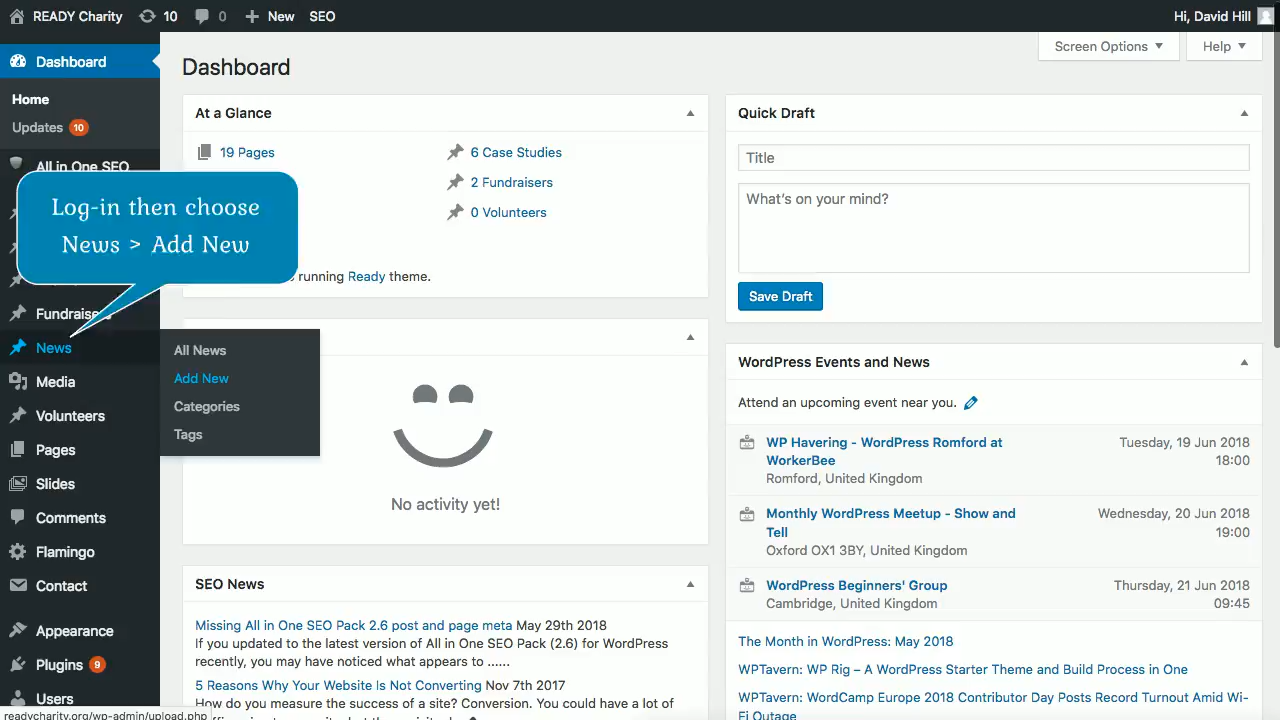 READY Charity 10 0 New SEO Hi, David Hill
Screen Options Help
Dashboard
Home
Updates 10
All in One SEO
Log-in then choose
News > Add New
Fundraisers
News
Media
Volunteers
Pages
Slides
Comments
Flamingo
Contact
Appearance
Plugins 9
Users
All News
Add New
Categories
Tags
Dashboard
At a Glance
19 Pages
6 Case Studies
2 Fundraisers
0 Volunteers
running Ready theme.
No activity yet!
SEO News
Missing All in One SEO Pack 2.6 post and page meta May 29th 2018
If you updated to the latest version of All in One SEO Pack (2.6) for WordPress
recently, you may have noticed what appears to ......
5 Reasons Why Your Website Is Not Converting Nov 7th 2017
How do you measure the success of a site? Conversion. You could have a lot of
Quick Draft
Title
What's on your mind?
Save Draft
WordPress Events and News
Attend an upcoming event near you.
WP Havering - WordPress Romford at Tuesday, 19 Jun 2018
WorkerBee 18:00
Romford, United Kingdom
Monthly WordPress Meetup - Show and Wednesday, 20 Jun 2018
Tell 19:00
Oxford OX1 3BY, United Kingdom
WordPress Beginners' Group Thursday, 21 Jun 2018
Cambridge, United Kingdom 09:45
The Month in WordPress: May 2018
WPTavern: WP Rig – A WordPress Starter Theme and Build Process in One
WPTavern: WordCamp Europe 2018 Contributor Day Posts Record Turnout Amid Wi-
Fi Outage
readycharity.org/wp-admin/upload.php